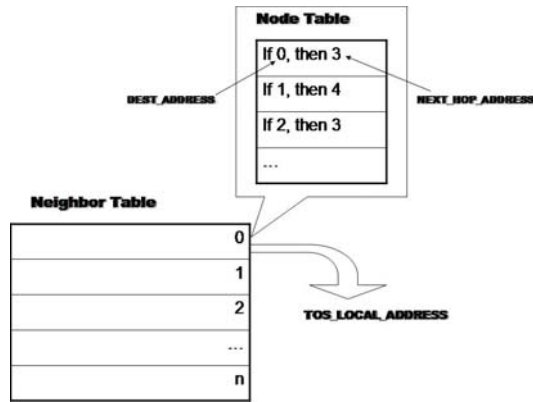 Node Table
If 0, then 3
DEST_ADDRESS
NEXT_HOP_ADDRESS
If 1, then 4
If 2, then 3
...
Neighbor Table
0
1
2
...
n
TOS_LOCAL_ADDRESS